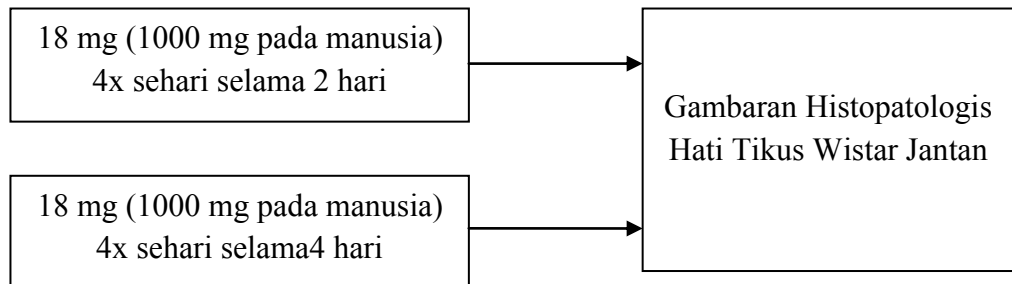 18 mg (1000 mg pada manusia)
4x sehari selama 2 hari
Gambaran Histopatologis
Hati Tikus Wistar Jantan
18 mg (1000 mg pada manusia)
4x sehari selama4 hari